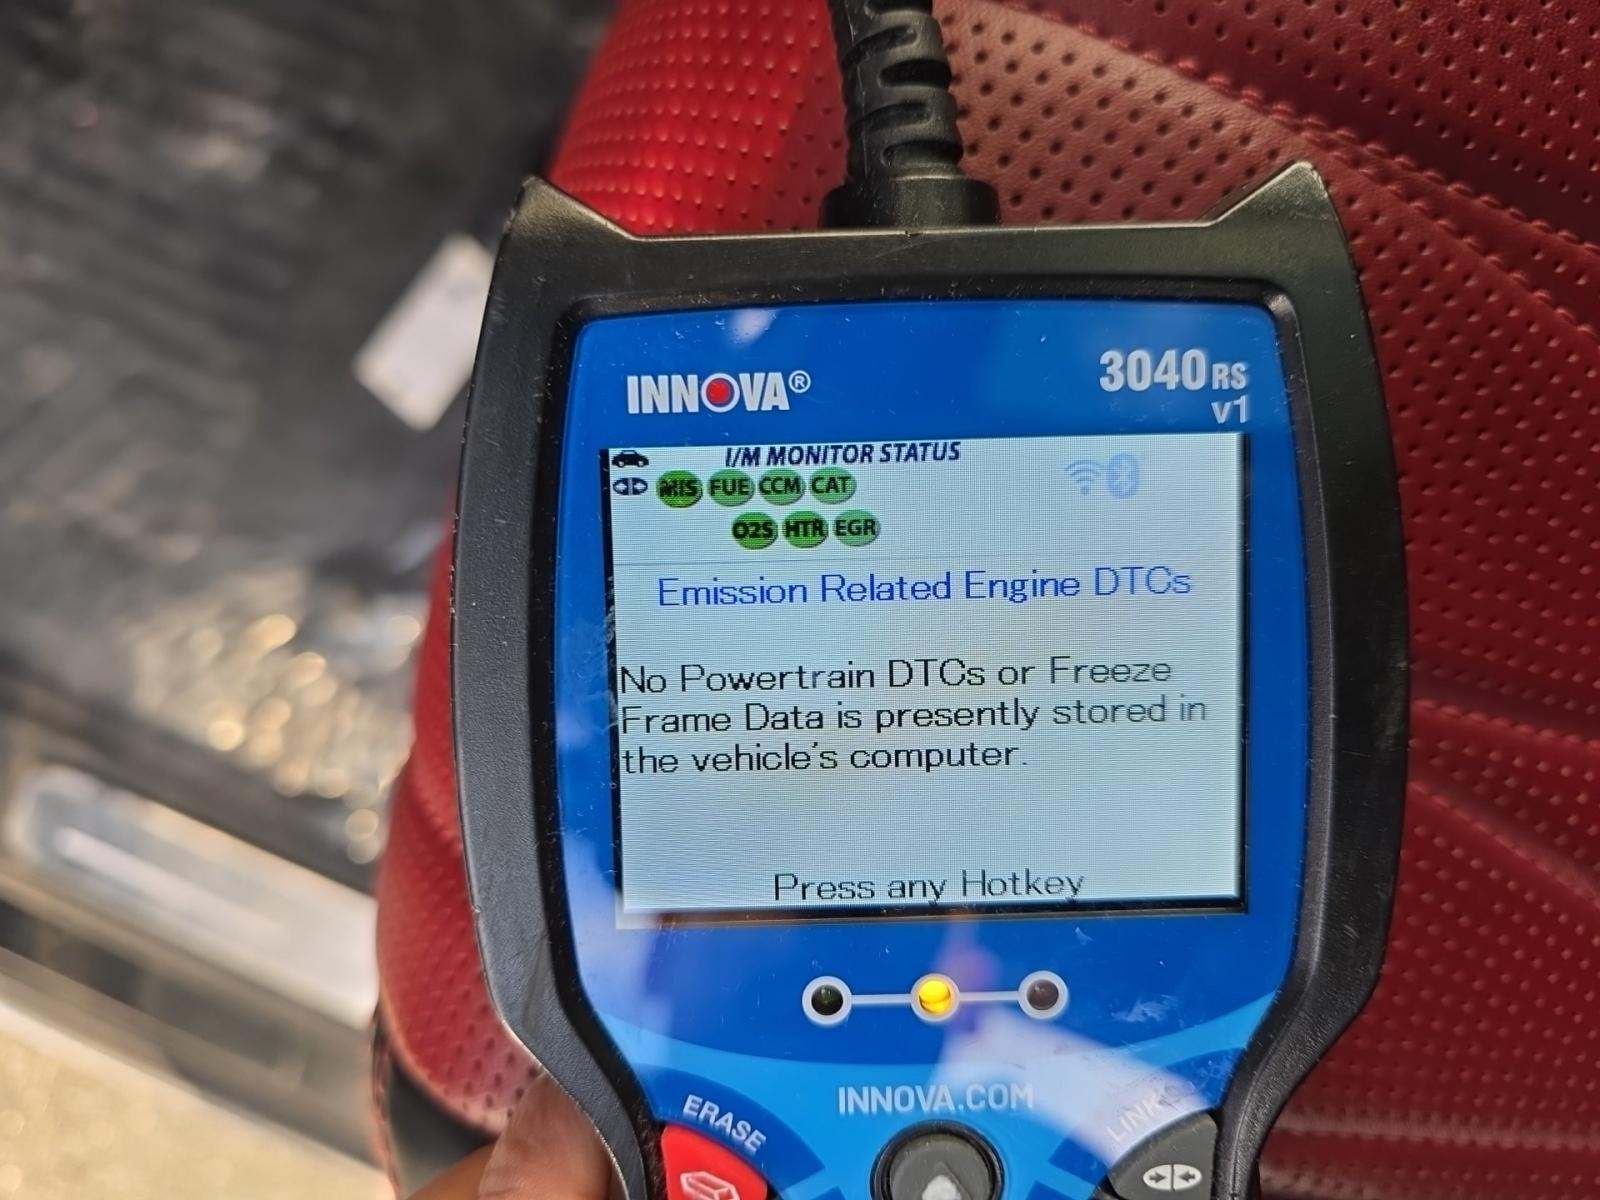 INNOVA®
3040RS
v1
I/M MONITOR STATUS
MIS FUE CCM CAT
O2S HTR EGR
Emission Related Engine DTCs
No Powertrain DTCs or Freeze
Frame Data is presently stored in
the vehicle's computer.
Press any Hotkey
INNOVA.COM
ERASE
LINK